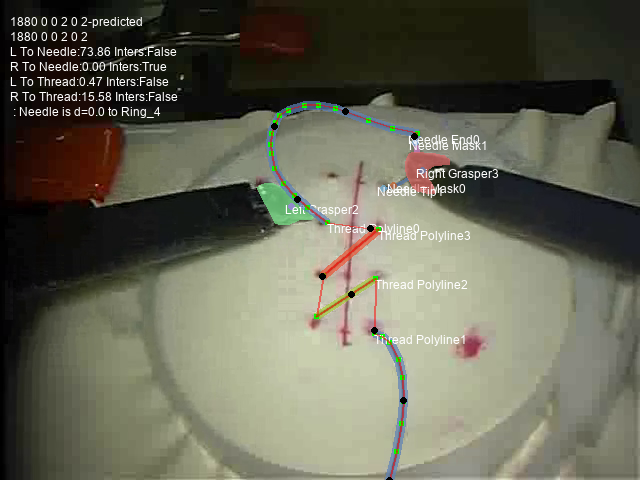 1880 0 0 2 0 2-predicted
1880 0 0 2 0 2
L To Needle:73.86 Inters:False
R To Needle:0.00 Inters:True
L To Thread:0.47 Inters:False
R To Thread:15.58 Inters:False
: Needle is d=0.0 to Ring_4
Needle End0
Needle Mask1
Right Grasper3
Needle Mask0
Needle Tip
Left Grasper2
Thread Polyline0
Thread Polyline3
Thread Polyline2
Thread Polyline1